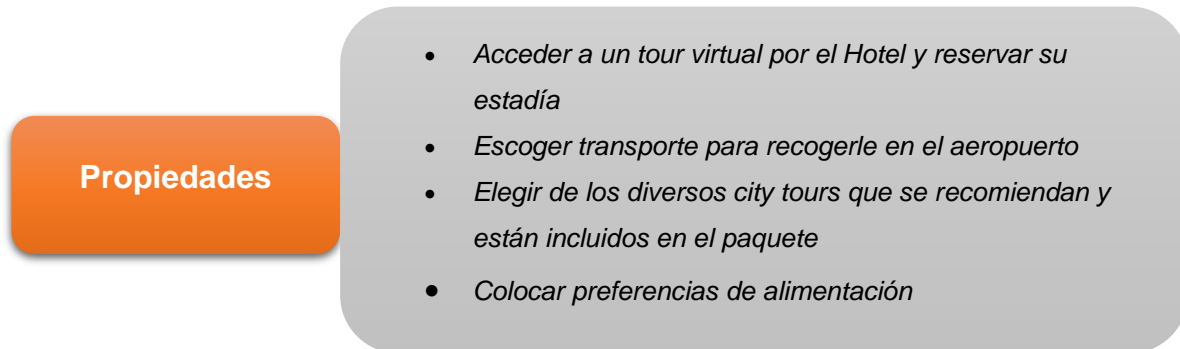 Propiedades
• Acceder a un tour virtual por el Hotel y reservar su
estadía
• Escoger transporte para recogerle en el aeropuerto
• Elegir de los diversos city tours que se recomiendan y
están incluidos en el paquete
• Colocar preferencias de alimentación